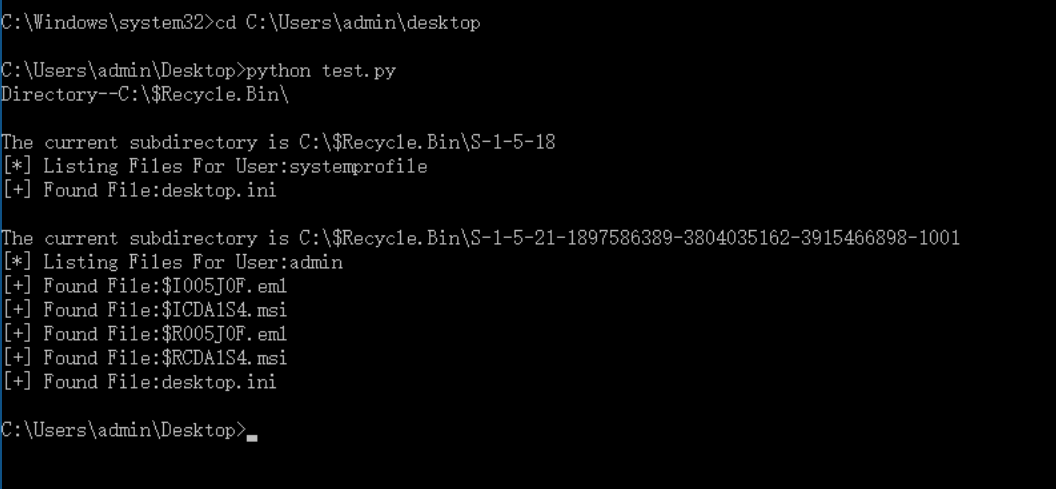 C:\Windows\system32>cd C:\Users\admin\desktop
C:\Users\admin\Desktop>python test.py
Directory--C:\$Recycle.Bin\
The current subdirectory is C:\$Recycle.Bin\S-1-5-18
[*] Listing Files For User:systemprofile
[+] Found File:desktop.ini
The current subdirectory is C:\$Recycle.Bin\S-1-5-21-1897586389-3804035162-3915466898-1001
[*] Listing Files For User:admin
[+] Found File:$I005J0F.eml
[+] Found File:$ICDA1S4.msi
[+] Found File:$R005J0F.eml
[+] Found File:$RCDA1S4.msi
[+] Found File:desktop.ini
C:\Users\admin\Desktop>